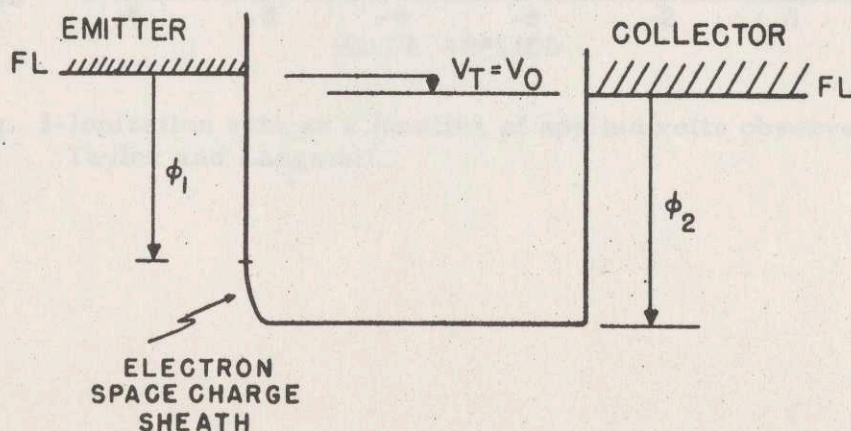 EMITTER
COLLECTOR
FL
V_T = V_O
FL
ϕ₁
ϕ₂
ELECTRON
SPACE CHARGE
SHEATH